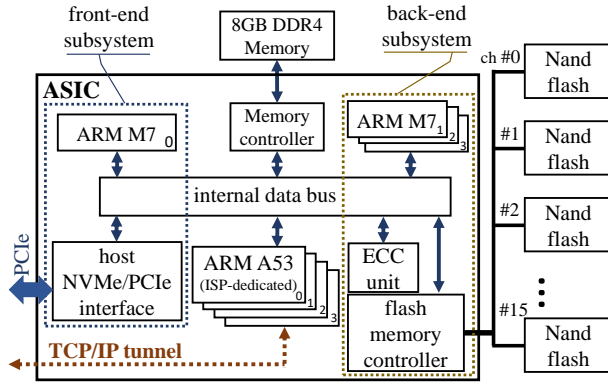 front-end
subsystem
8GB DDR4
Memory
back-end
subsystem
ch #0
Nand
flash
ASIC
ARM M7
0
Memory
controller
ARM M7
1
2
3
#1
Nand
flash
internal data bus
#2
Nand
flash
PCIe
host
NVMe/PCIe
interface
ARM A53
(ISP-dedicated)
0
1
2
3
ECC
unit
flash
memory
controller
#15
Nand
flash
TCP/IP tunnel